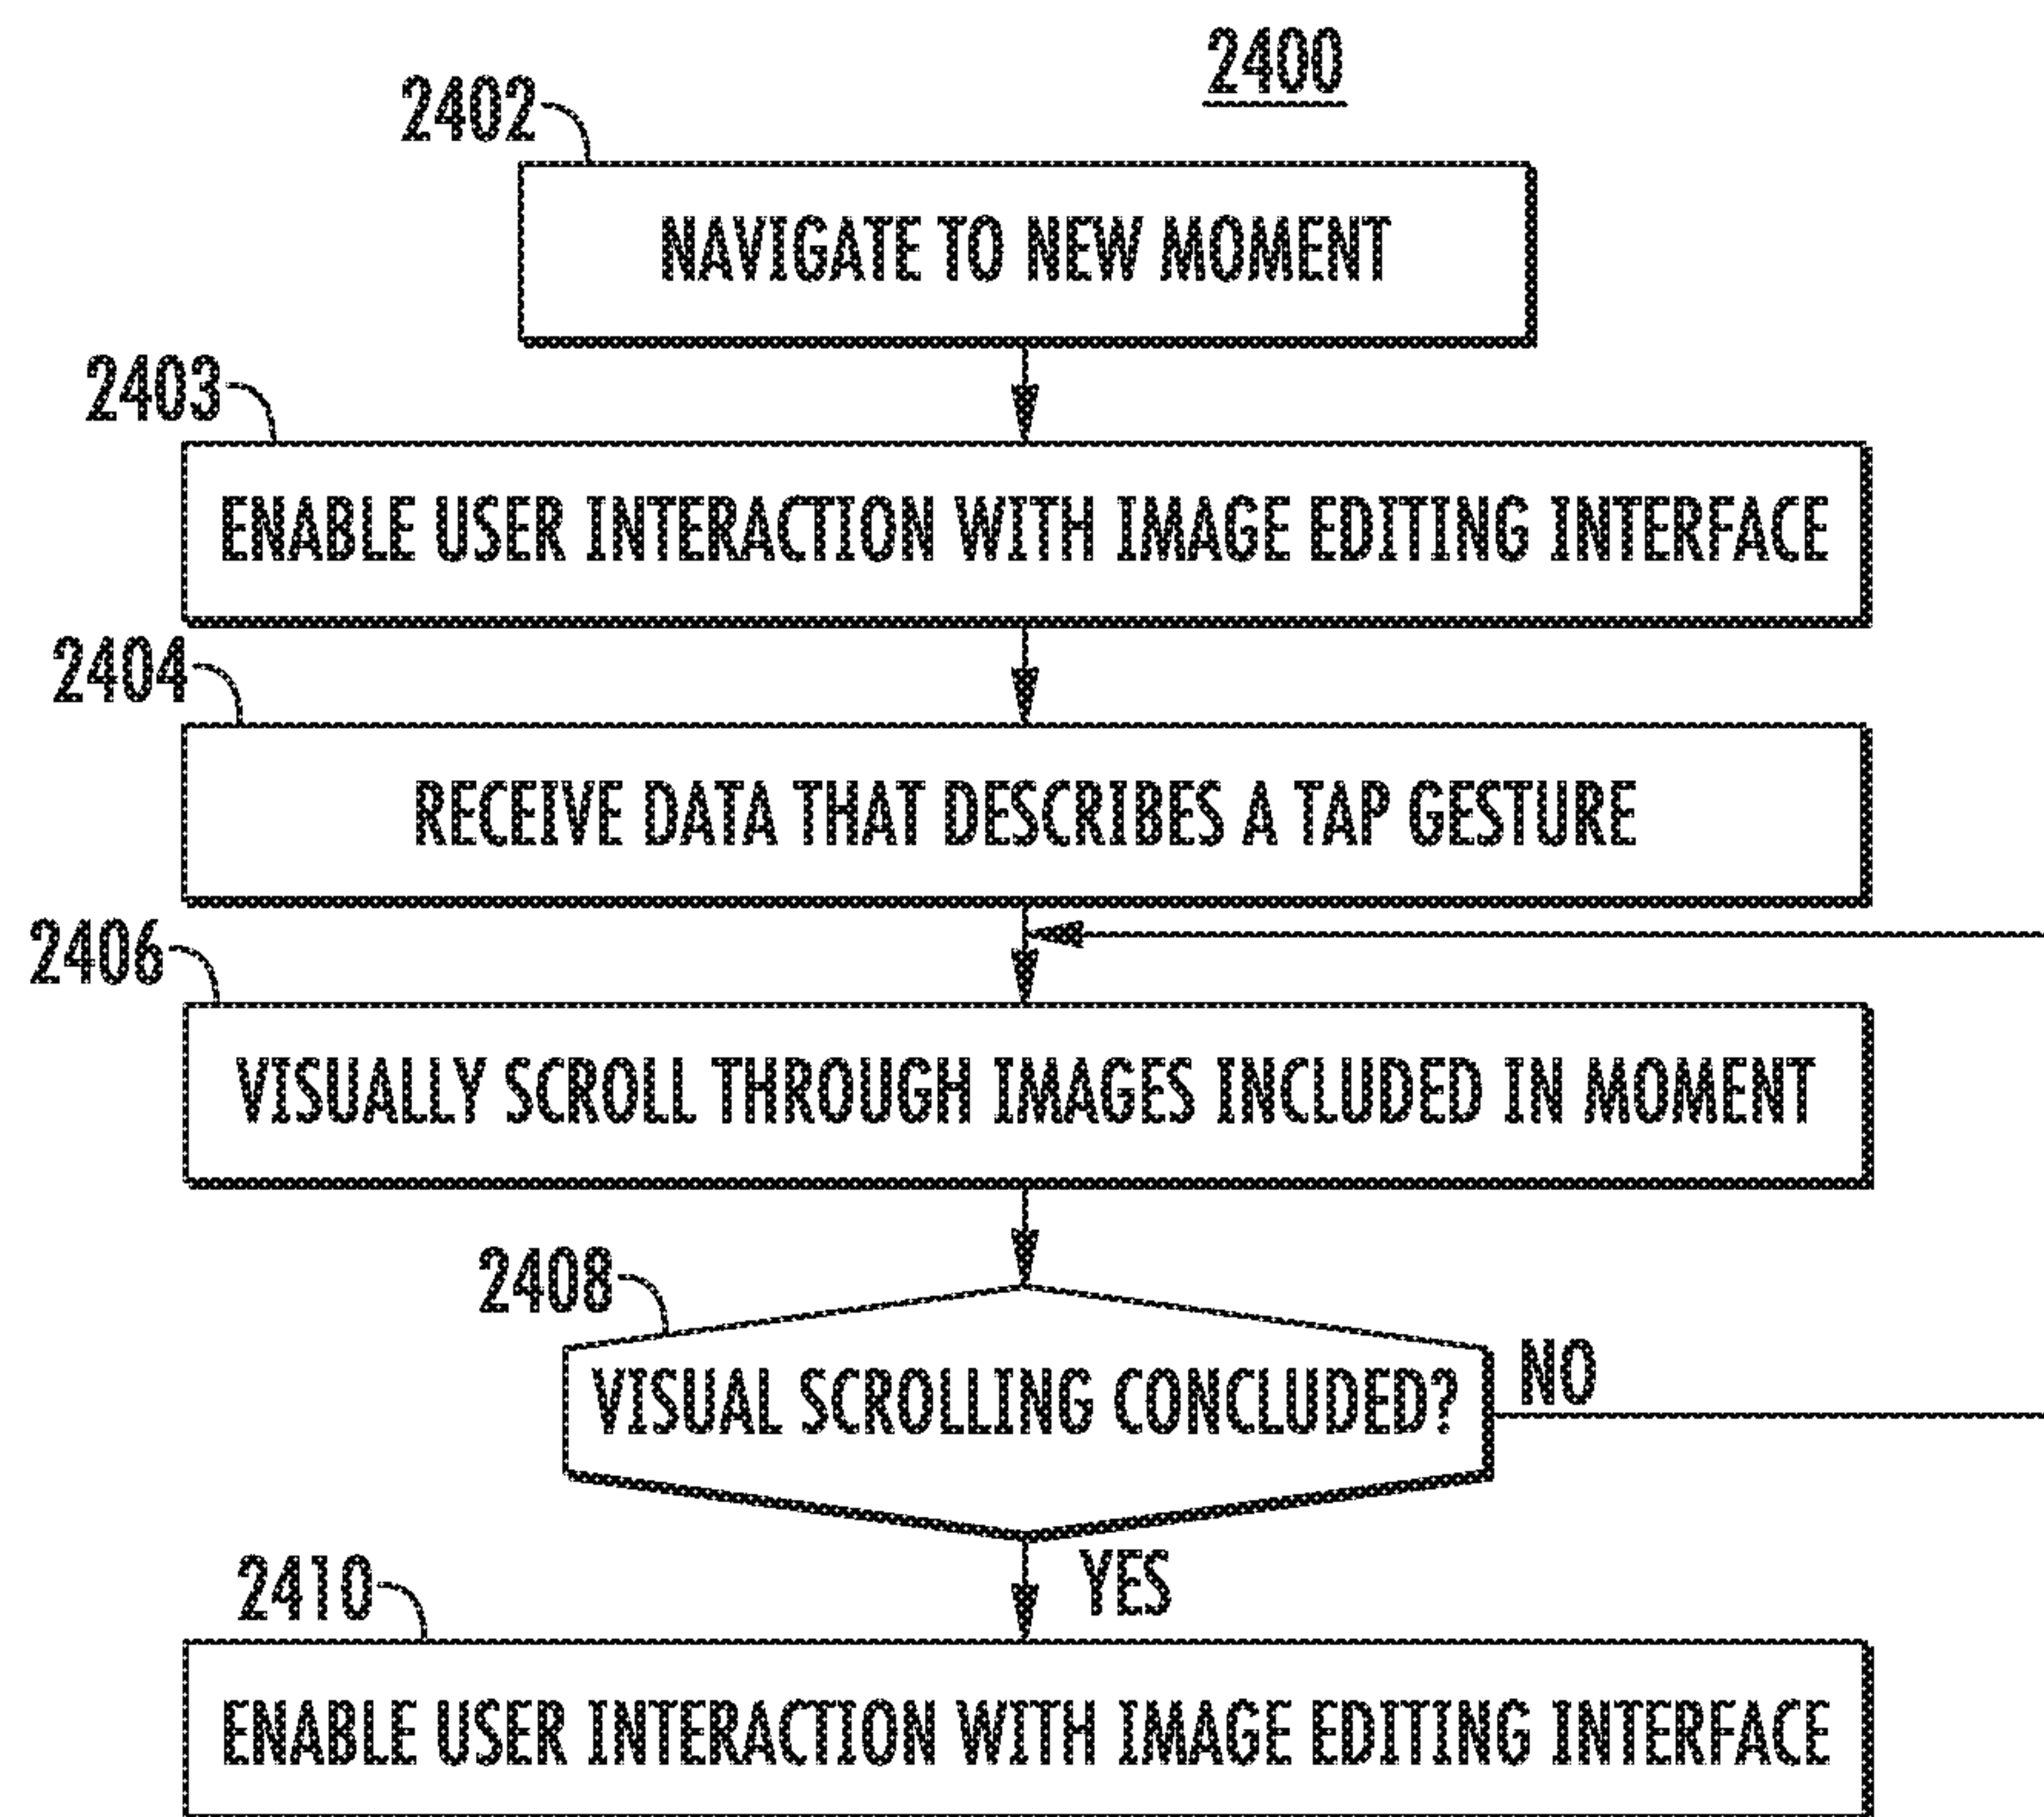 2400
2402
NAVIGATE TO NEW MOMENT
2403
ENABLE USER INTERACTION WITH IMAGE EDITING INTERFACE
2404
RECEIVE DATA THAT DESCRIBES A TAP GESTURE
2406
VISUALLY SCROLL THROUGH IMAGES INCLUDED IN MOMENT
2408
VISUAL SCROLLING CONCLUDED?
NO
YES
2410
ENABLE USER INTERACTION WITH IMAGE EDITING INTERFACE